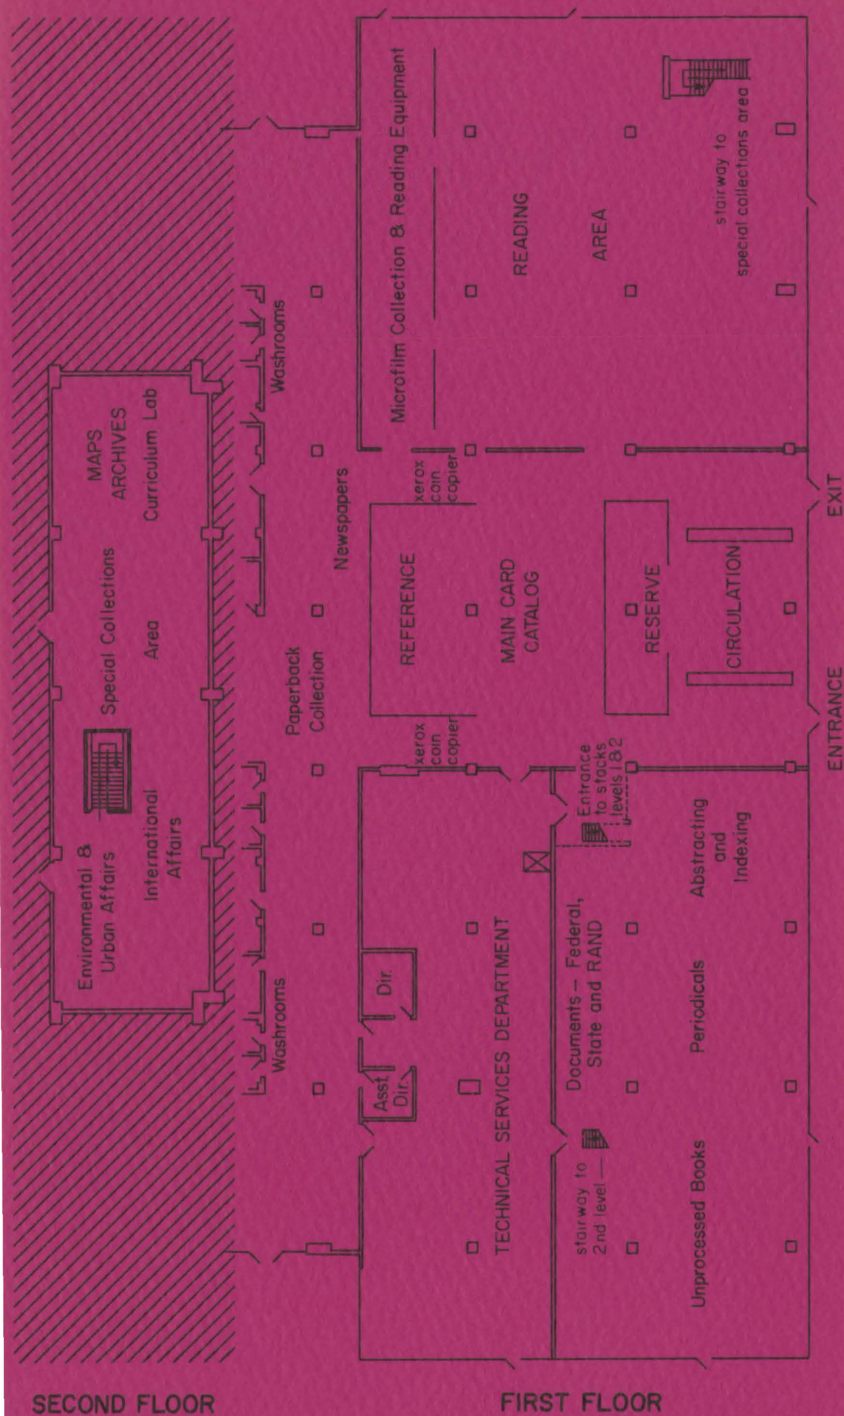 SECOND FLOOR
Environmental &
Urban Affairs
International
Affairs
Special Collections
Area
MAPS
ARCHIVES
Curriculum Lab
FIRST FLOOR
Washrooms
Paperback
Collection
Newspapers
Washrooms
Asst
Dir.
Dir.
TECHNICAL SERVICES DEPARTMENT
xerox
coin
copier
REFERENCE
xerox
coin
copier
MAIN CARD
CATALOG
Microfilm Collection & Reading Equipment
READING
AREA
stairway to
special collections area
stairway to
2nd level
Documents - Federal,
State and RAND
Entrance
to stacks
levels 1&2
Unprocessed Books
Periodicals
Abstracting
and
Indexing
RESERVE
CIRCULATION
ENTRANCE
EXIT